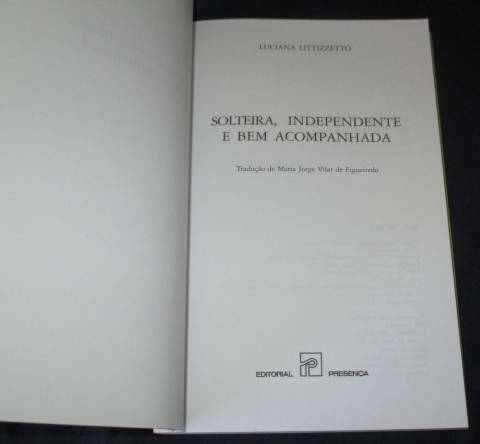 LUCIANA LITTIZZETTO
SOLTEIRA, INDEPENDENTE
E BEM ACOMPANHADA
Tradução de Maria Jorge Vilar de Figueiredo
EDITORIAL PRESENÇA